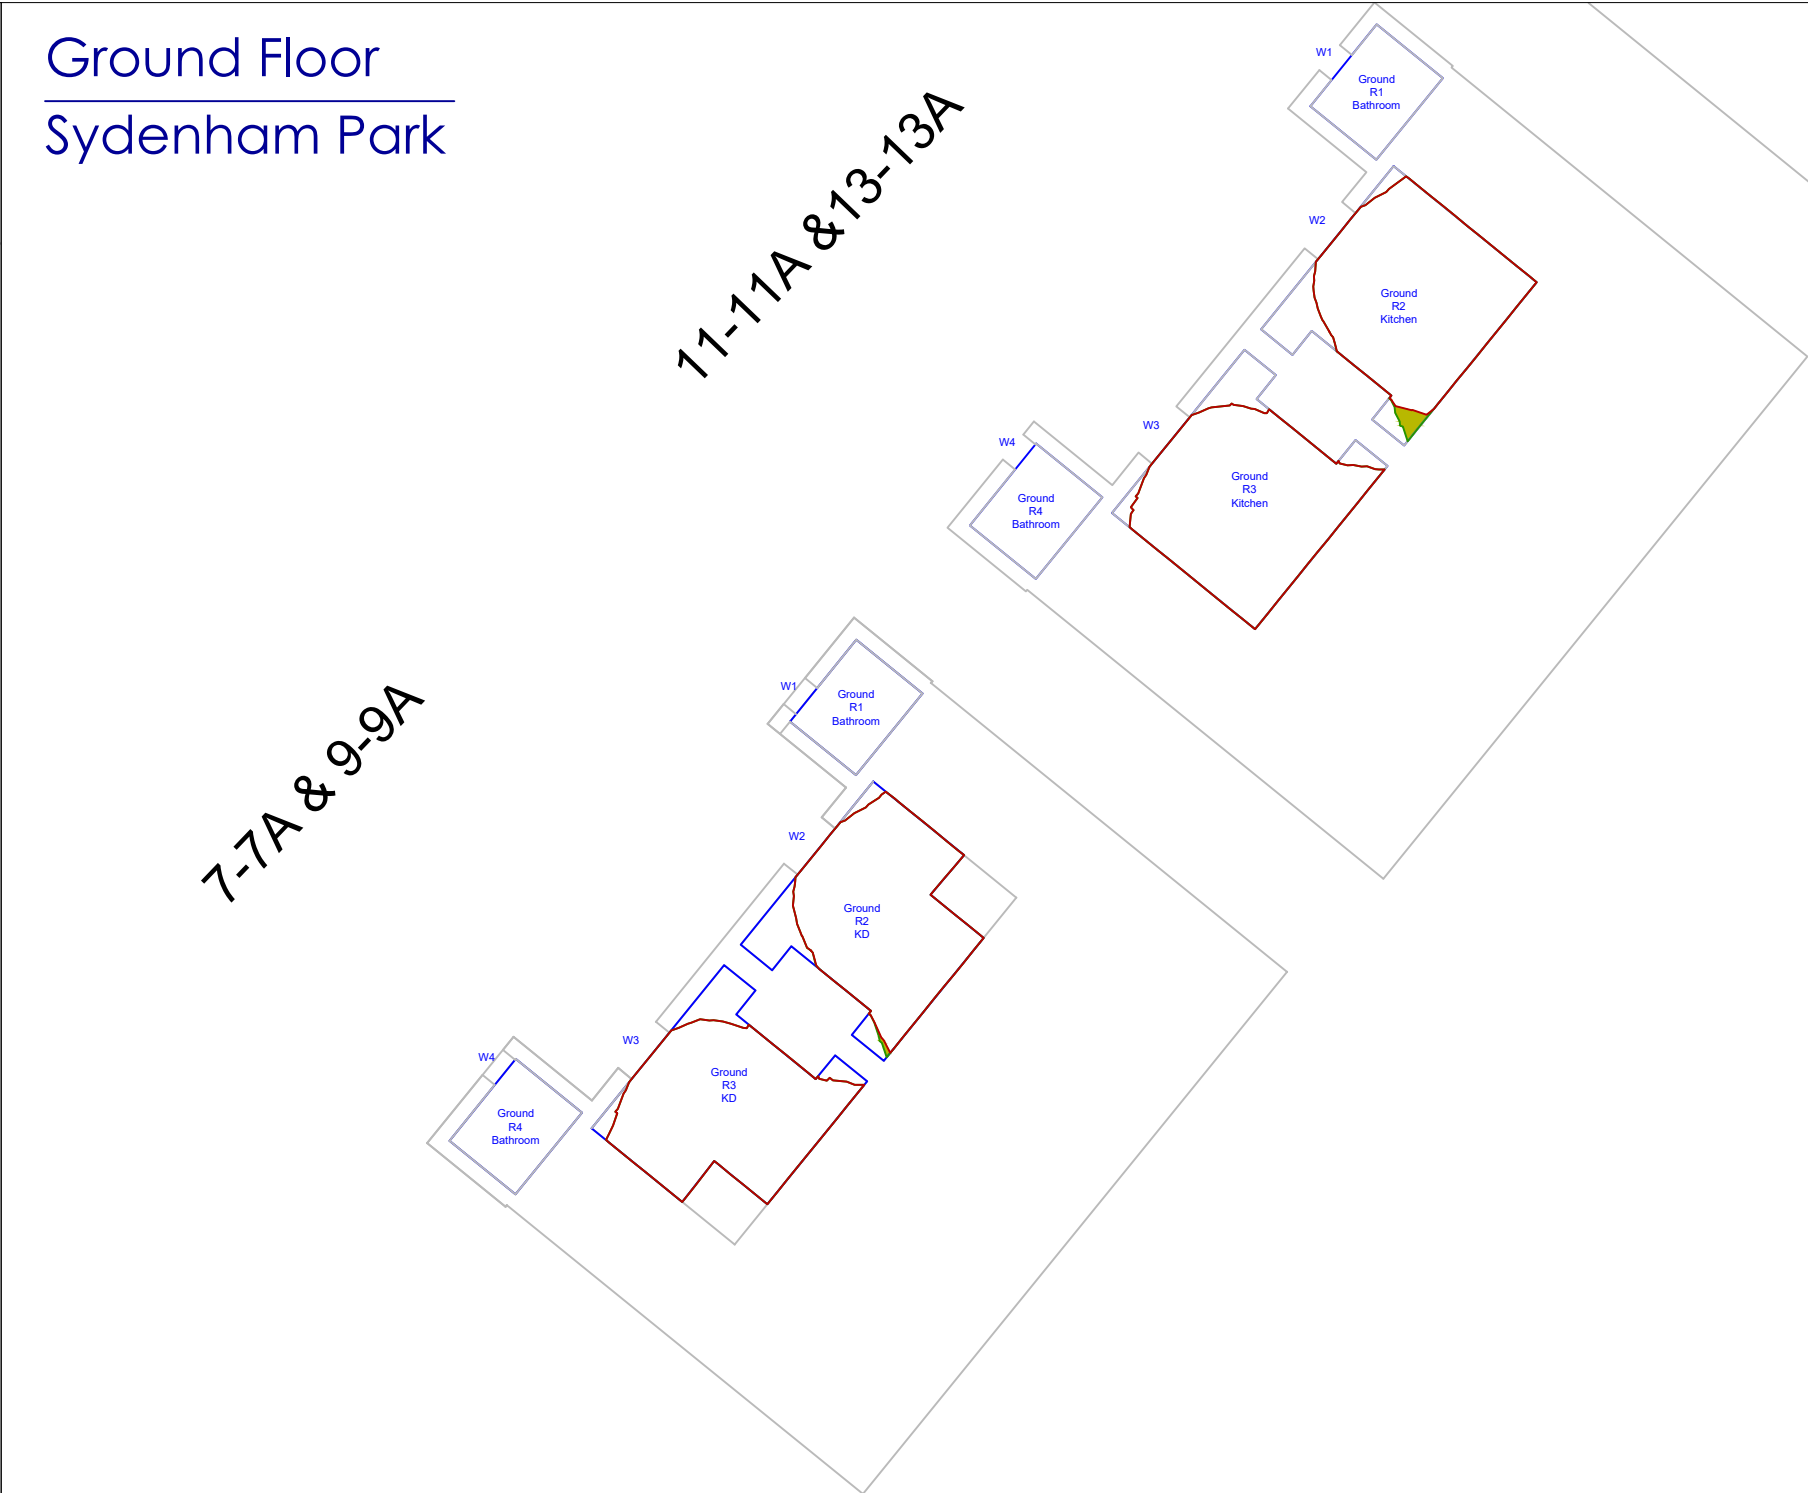 Ground Floor
Sydenham Park
11-11A &13-13A
W1
Ground
R1
Bathroom
W2
Ground
R2
Kitchen
W3
Ground
R3
Kitchen
W4
Ground
R4
Bathroom
7-7A & 9-9A
W1
Ground
R1
Bathroom
W2
Ground
R2
KD
W3
Ground
R3
KD
W4
Ground
R4
Bathroom